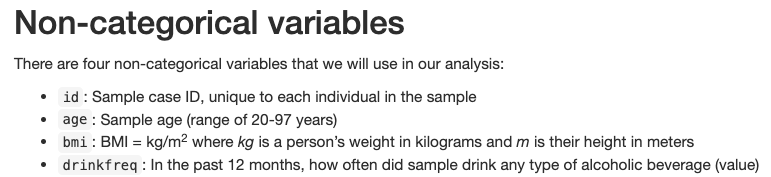 Non-categorical variables
There are four non-categorical variables that we will use in our analysis:
• id : Sample case ID, unique to each individual in the sample
• age : Sample age (range of 20-97 years)
• bmi : BMI = kg/m² where kg is a person’s weight in kilograms and m is their height in meters
• drinkfreq : In the past 12 months, how often did sample drink any type of alcoholic beverage (value)